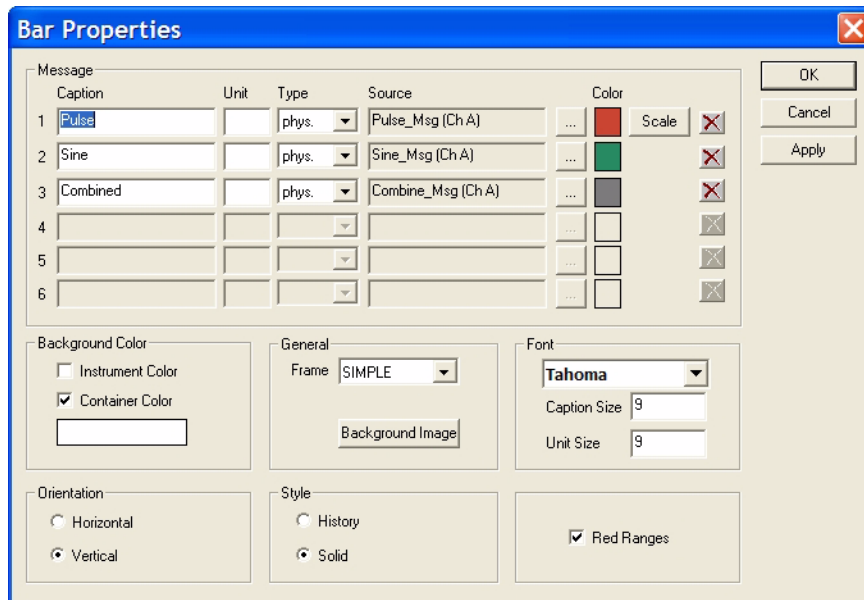 Bar Properties
Message
Caption Unit Type Source Color
1 Pulse phys. Pulse_Msg (Ch A) ... Scale
2 Sine phys. Sine_Msg (Ch A) ...
3 Combined phys. Combine_Msg (Ch A) ...
4 ...
5 ...
6 ...
OK
Cancel
Apply
Background Color
Instrument Color
Container Color
General
Frame SIMPLE
Background Image
Font
Tahoma
Caption Size 9
Unit Size 9
Orientation
Horizontal
Vertical
Style
History
Solid
Red Ranges